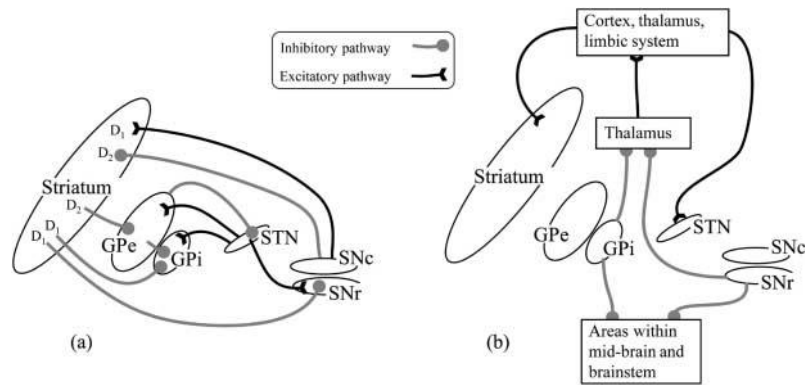 Inhibitory pathway
Excitatory pathway
D1
D2
Striatum
D2
D1
D1
GPe
GPi
STN
SNc
SNr
(a)
Cortex, thalamus,
limbic system
Thalamus
Striatum
GPe
GPi
STN
SNc
SNr
(b)
Areas within
mid-brain and
brainstem